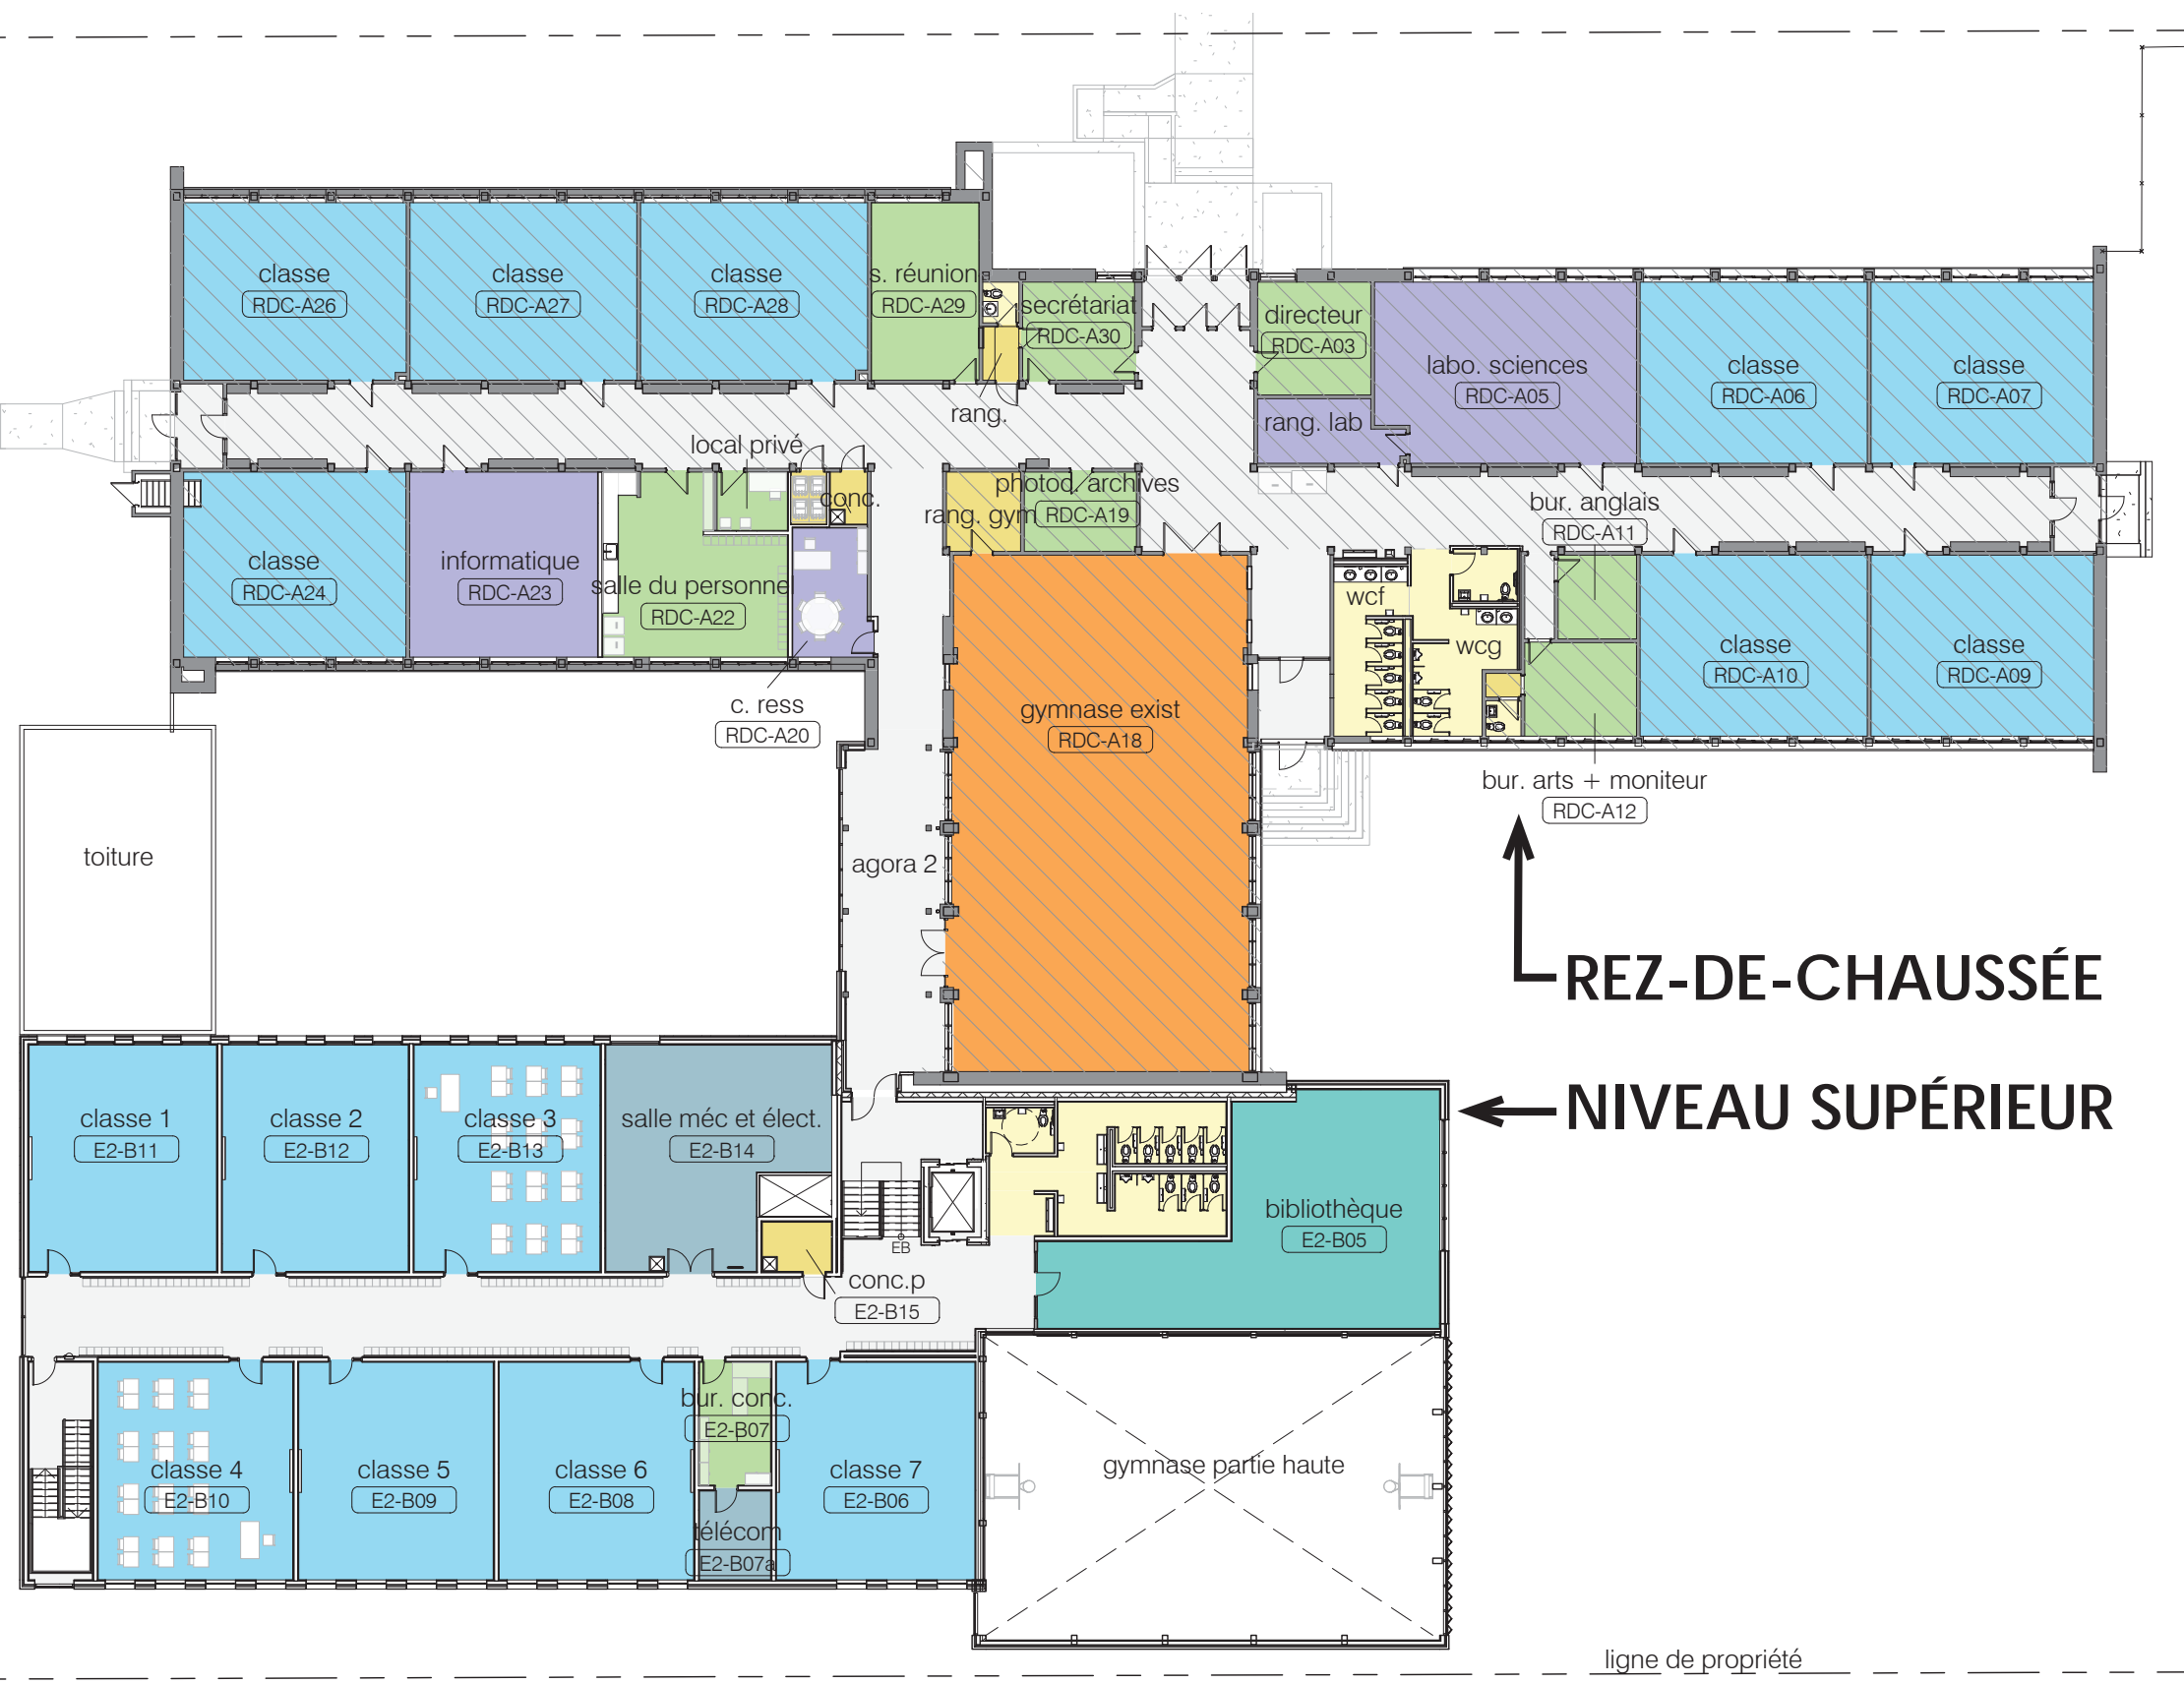 classe
RDC-A26
classe
RDC-A27
classe
RDC-A28
s. réunion
RDC-A29
secrétariat
RDC-A30
directeur
RDC-A03
labo. sciences
RDC-A05
classe
RDC-A06
classe
RDC-A07
rang.
rang. lab
local privé
conc.
rang. gym
photod. archives
RDC-A19
bur. anglais
RDC-A11
classe
RDC-A24
informatique
RDC-A23
salle du personnel
RDC-A22
c. ress
RDC-A20
wcf
wcg
classe
RDC-A10
classe
RDC-A09
gymnase exist
RDC-A18
bur. arts + moniteur
RDC-A12
toiture
agora 2
REZ-DE-CHAUSSÉE
NIVEAU SUPÉRIEUR
classe 1
E2-B11
classe 2
E2-B12
classe 3
E2-B13
salle méc et élect.
E2-B14
EB
bibliothèque
E2-B05
conc.p
E2-B15
classe 4
E2-B10
classe 5
E2-B09
classe 6
E2-B08
bur. conc.
E2-B07
télécom
E2-B07a
classe 7
E2-B06
gymnase partie haute
ligne de propriété